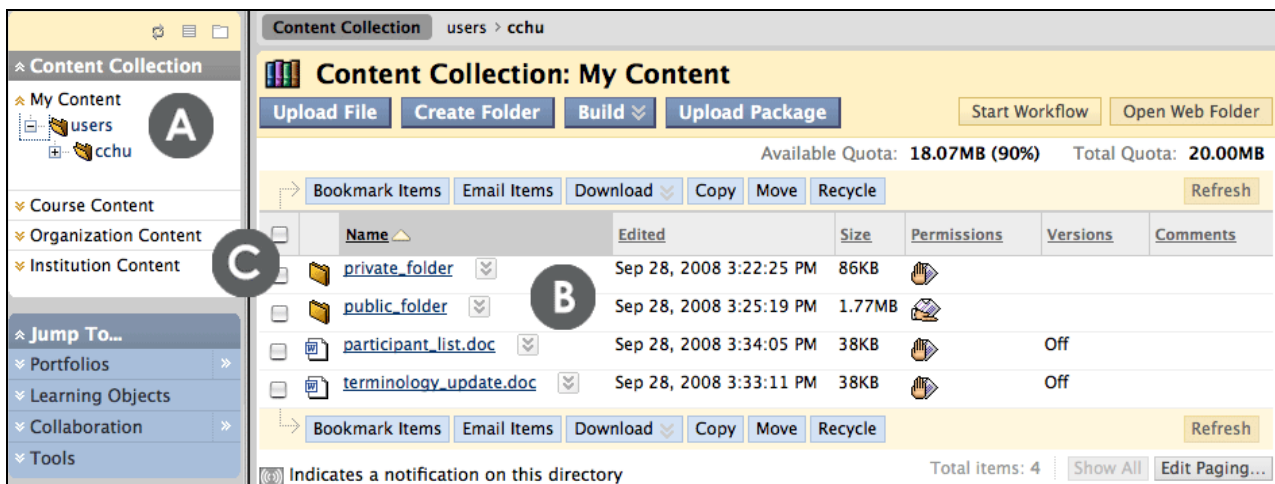 Content Collection users > cchu
Content Collection
My Content
users
cchu
Course Content
Organization Content
Institution Content
Jump To...
Portfolios
Learning Objects
Collaboration
Tools
A
C
Content Collection: My Content
Upload File Create Folder Build Upload Package Start Workflow Open Web Folder
Available Quota: 18.07MB (90%) Total Quota: 20.00MB
Bookmark Items Email Items Download Copy Move Recycle Refresh
Name Edited Size Permissions Versions Comments
private_folder Sep 28, 2008 3:22:25 PM 86KB
B
public_folder Sep 28, 2008 3:25:19 PM 1.77MB
participant_list.doc Sep 28, 2008 3:34:05 PM 38KB Off
terminology_update.doc Sep 28, 2008 3:33:11 PM 38KB Off
Bookmark Items Email Items Download Copy Move Recycle Refresh
Indicates a notification on this directory Total items: 4 Show All Edit Paging...